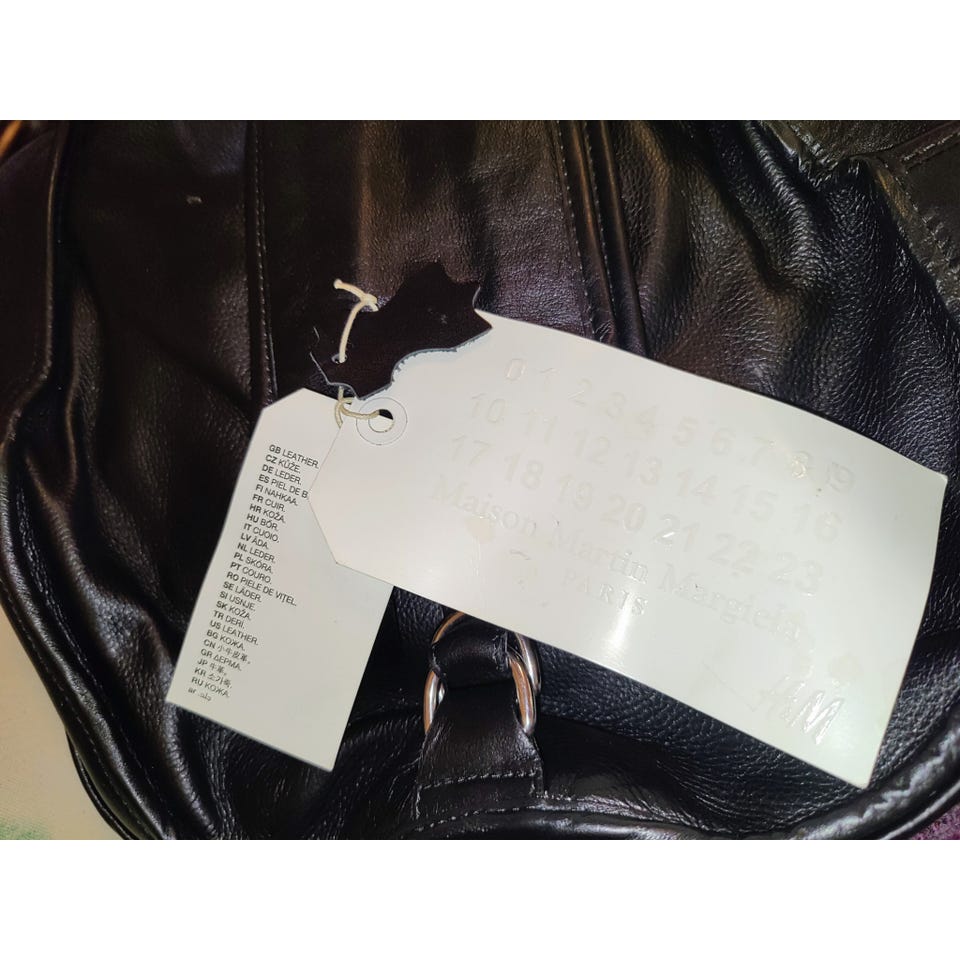 GB LEATHER.
CZ KŮŽE.
DE LEDER.
ES PIEL DE B
FI NAHKAA.
FR CUIR.
HR KOŽA.
HU BŐR.
IT CUOIO.
LV ĀDA.
NL LEDER.
PL SKÓRA.
PT COURO.
RO PIELE DE VIȚEL.
SE LÄDER.
SI USNJE.
SK KOŽA.
TR DERİ.
US LEATHER.
BG КОЖА.
CN 小牛皮革。
GR ΔΕΡΜΑ.
JP 牛革。
KR 소가죽.
RU КОЖА.
0 1 2 3 4 5 6 7 8 9
10 11 12 13 14 15 16
17 18 19 20 21 22 23
Maison Martin Margiela
PARIS
H&M